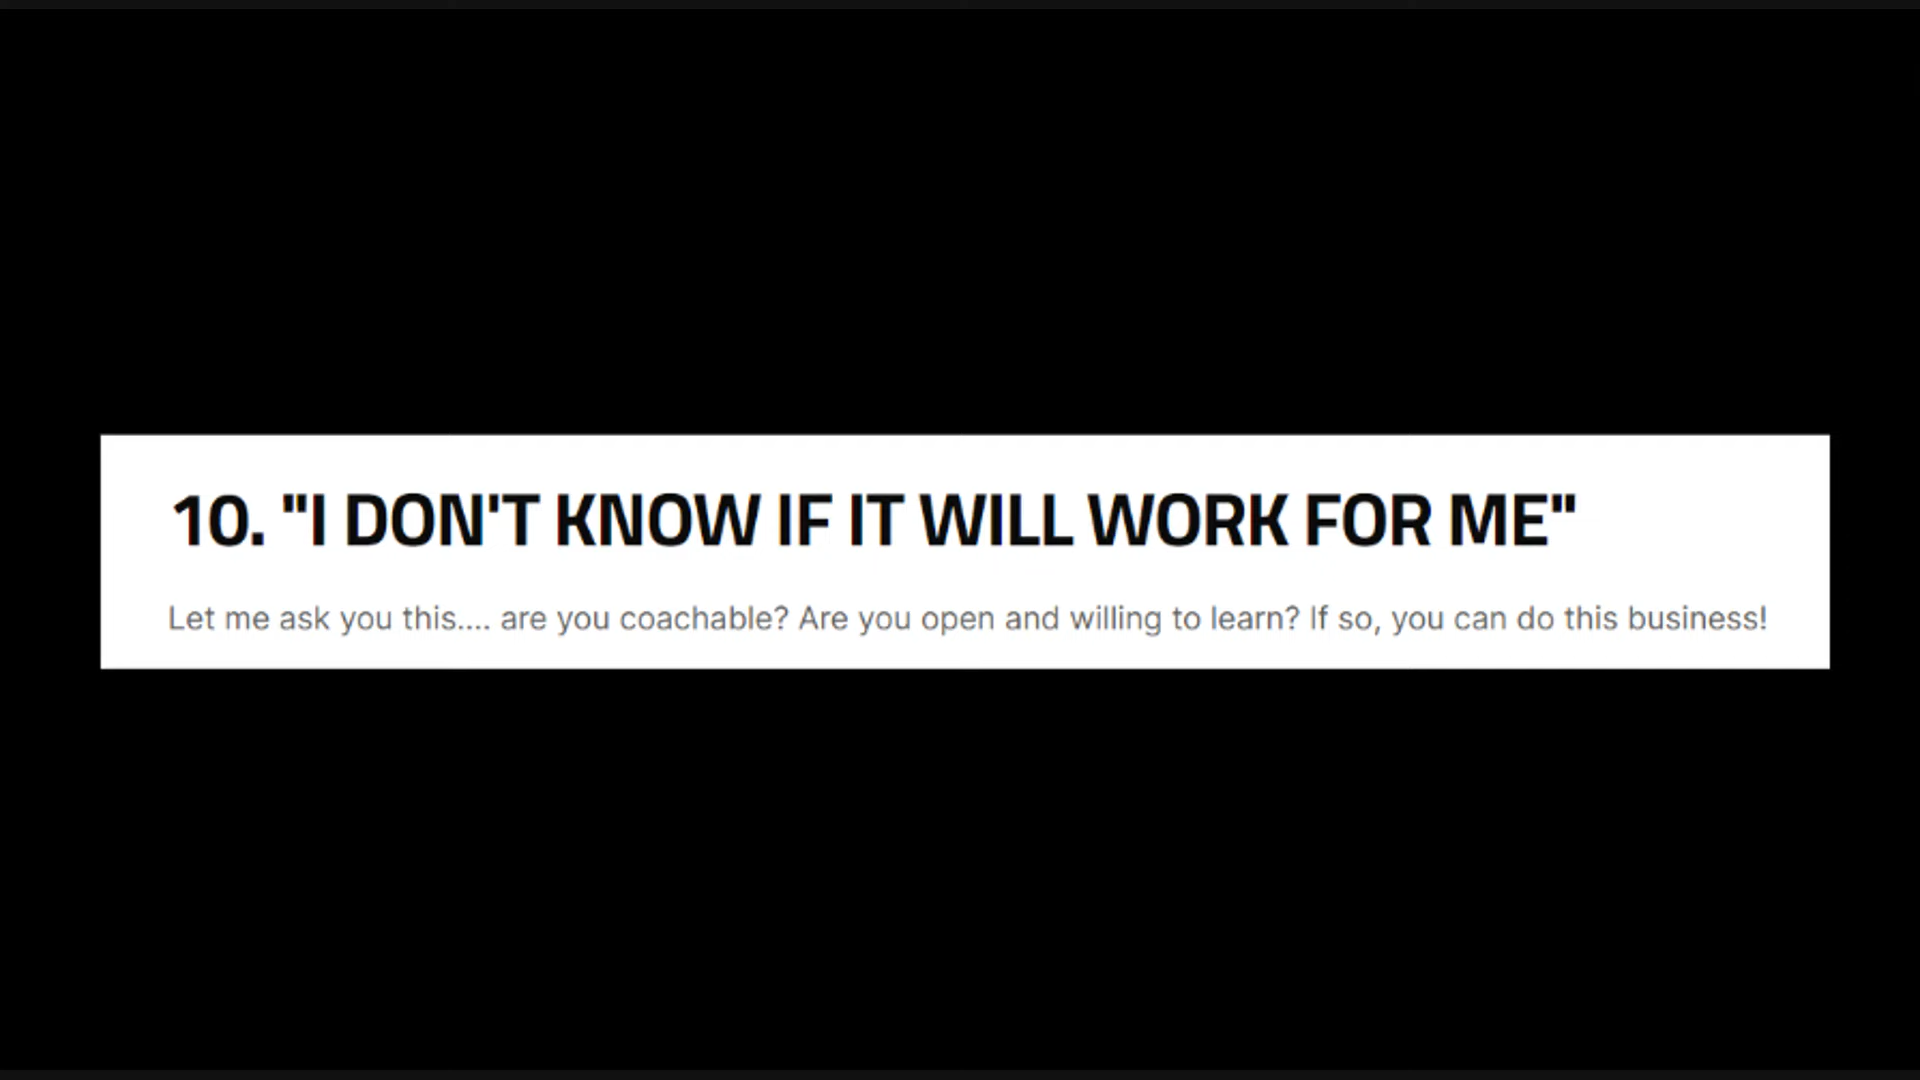 10. "I DON'T KNOW IF IT WILL WORK FOR ME"
Let me ask you this.... are you coachable? Are you open and willing to learn? If so, you can do this business!